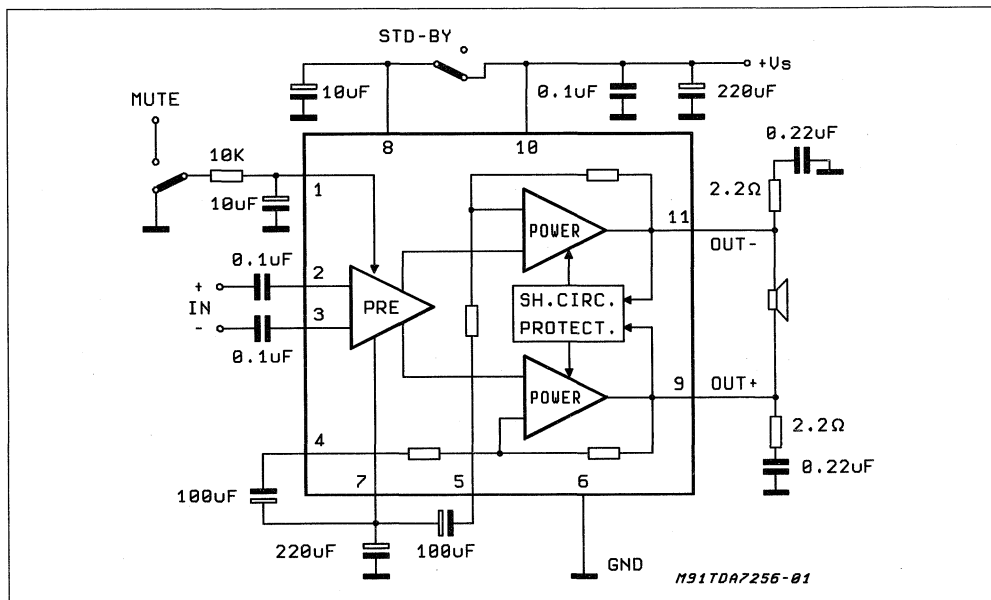 STD-BY
+Vs
10uF
0.1uF
220uF
MUTE
8
10
0.22uF
10K
1
2.2Ω
10uF
11
POWER
OUT-
0.1uF
2
+
IN
-
PRE
SH.CIRC.
PROTECT.
3
0.1uF
9
OUT+
POWER
4
2.2Ω
7
5
6
0.22uF
100uF
220uF
100uF
GND
M91TDA7256-01